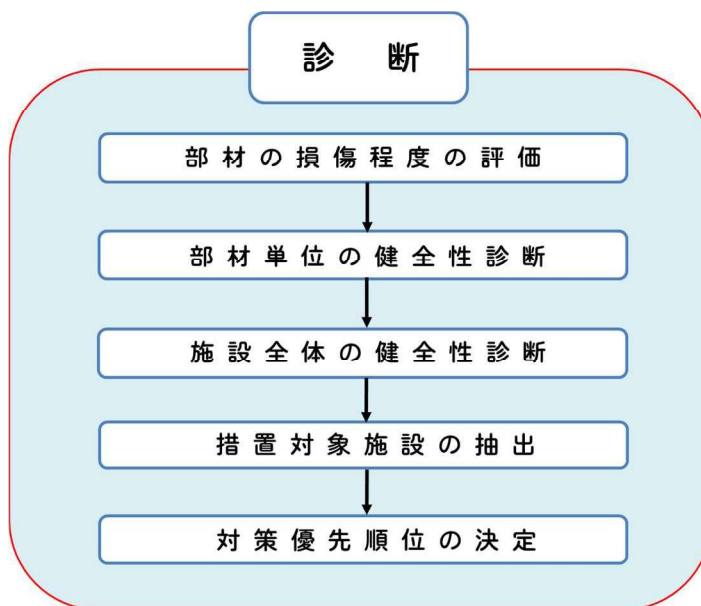 診　断
部材の損傷程度の評価
部材単位の健全性診断
施設全体の健全性診断
措置対象施設の抽出
対策優先順位の決定